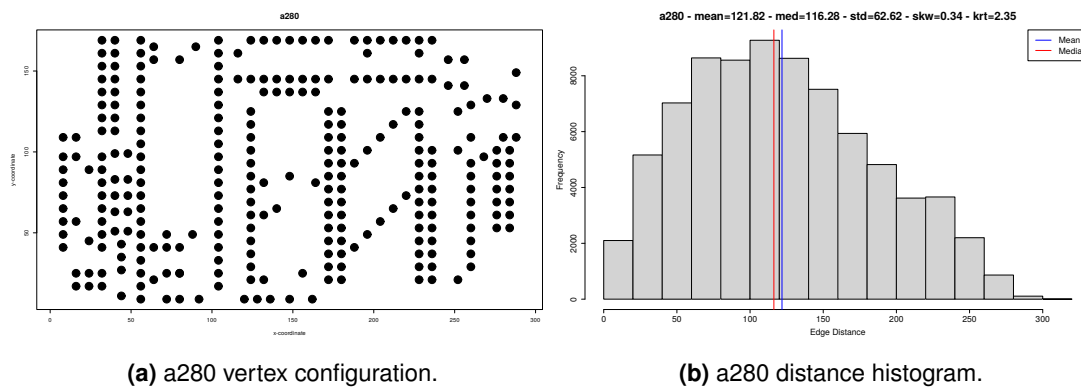 a280
150
100
50
y-coordinate
0
50
100
150
200
250
300
x-coordinate
(a) a280 vertex configuration.
a280 - mean=121.82 - med=116.28 - std=62.62 - skw=0.34 - krt=2.35
Mean
Media
8000
6000
4000
2000
0
Frequency
0
50
100
150
200
250
300
Edge Distance
(b) a280 distance histogram.